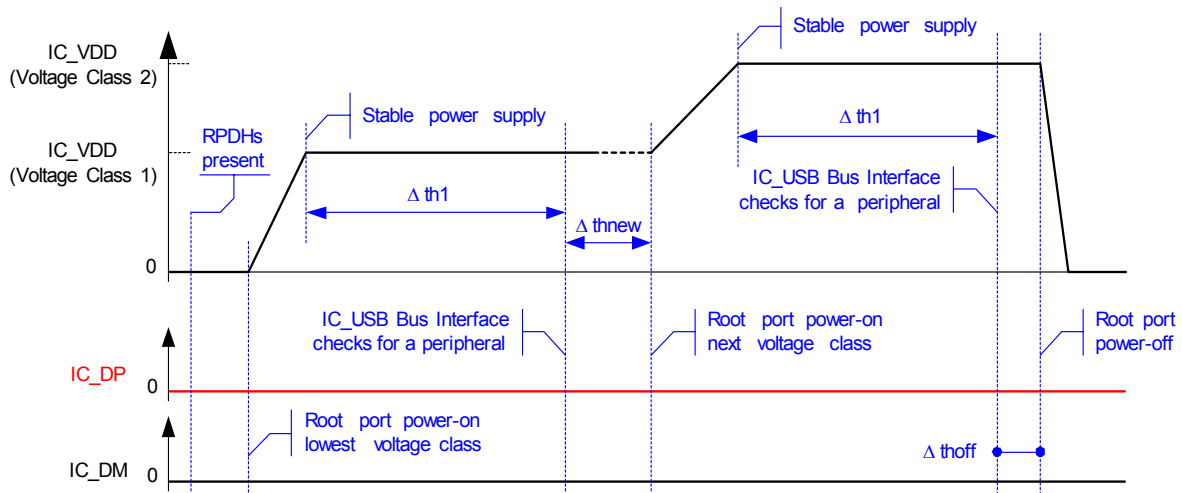 Stable power supply
IC_VDD
(Voltage Class 2)
Stable power supply
Δ th1
RPDHs
present
IC_VDD
(Voltage Class 1)
IC_USB Bus Interface
checks for a peripheral
Δ th1
Δ thnew
0
IC_USB Bus Interface
checks for a peripheral
Root port power-on
next voltage class
Root port
power-off
IC_DP
0
Root port power-on
lowest voltage class
Δ thoff
IC_DM
0